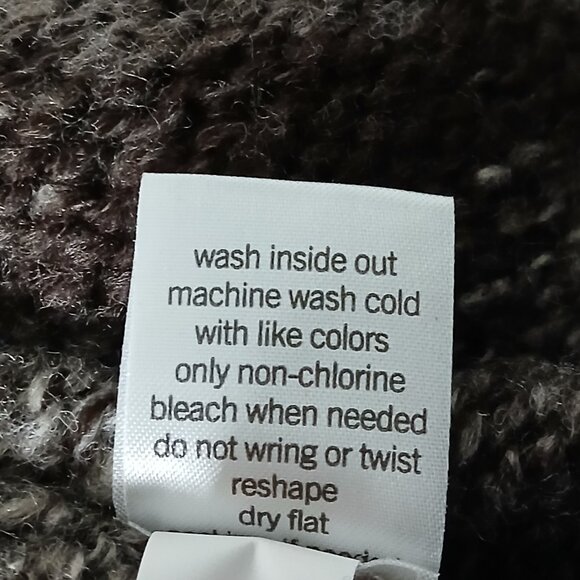 wash inside out
machine wash cold
with like colors
only non-chlorine
bleach when needed
do not wring or twist
reshape
dry flat